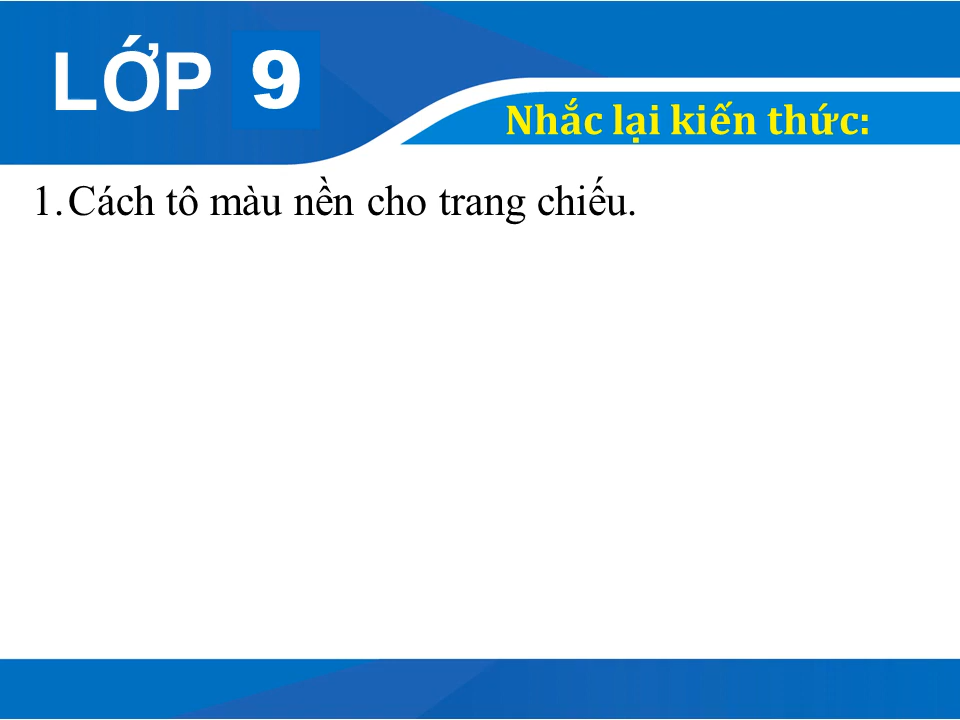 LỚP 9
Nhắc lại kiến thức:
1. Cách tô màu nền cho trang chiếu.